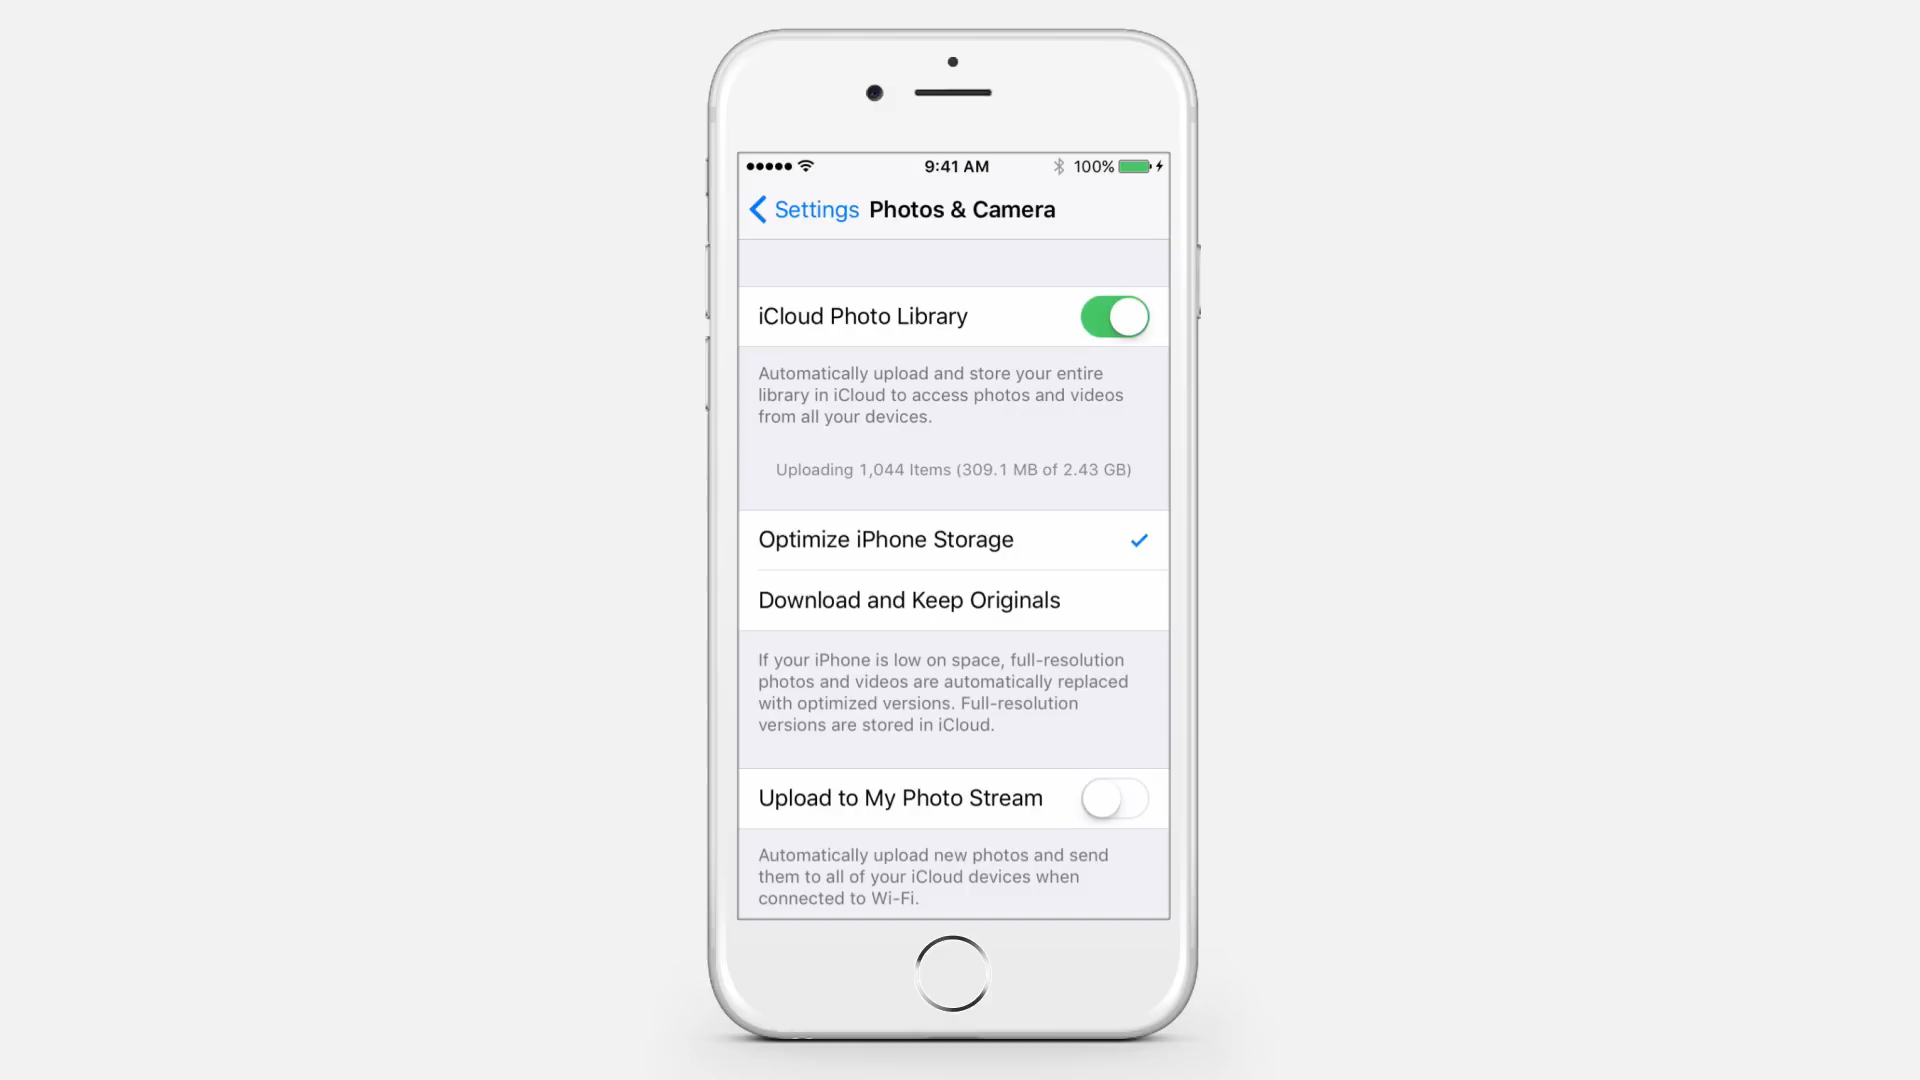 9:41 AM 100%
Settings Photos & Camera
iCloud Photo Library
Automatically upload and store your entire
library in iCloud to access photos and videos
from all your devices.
Uploading 1,044 Items (309.1 MB of 2.43 GB)
Optimize iPhone Storage
Download and Keep Originals
If your iPhone is low on space, full-resolution
photos and videos are automatically replaced
with optimized versions. Full-resolution
versions are stored in iCloud.
Upload to My Photo Stream
Automatically upload new photos and send
them to all of your iCloud devices when
connected to Wi-Fi.